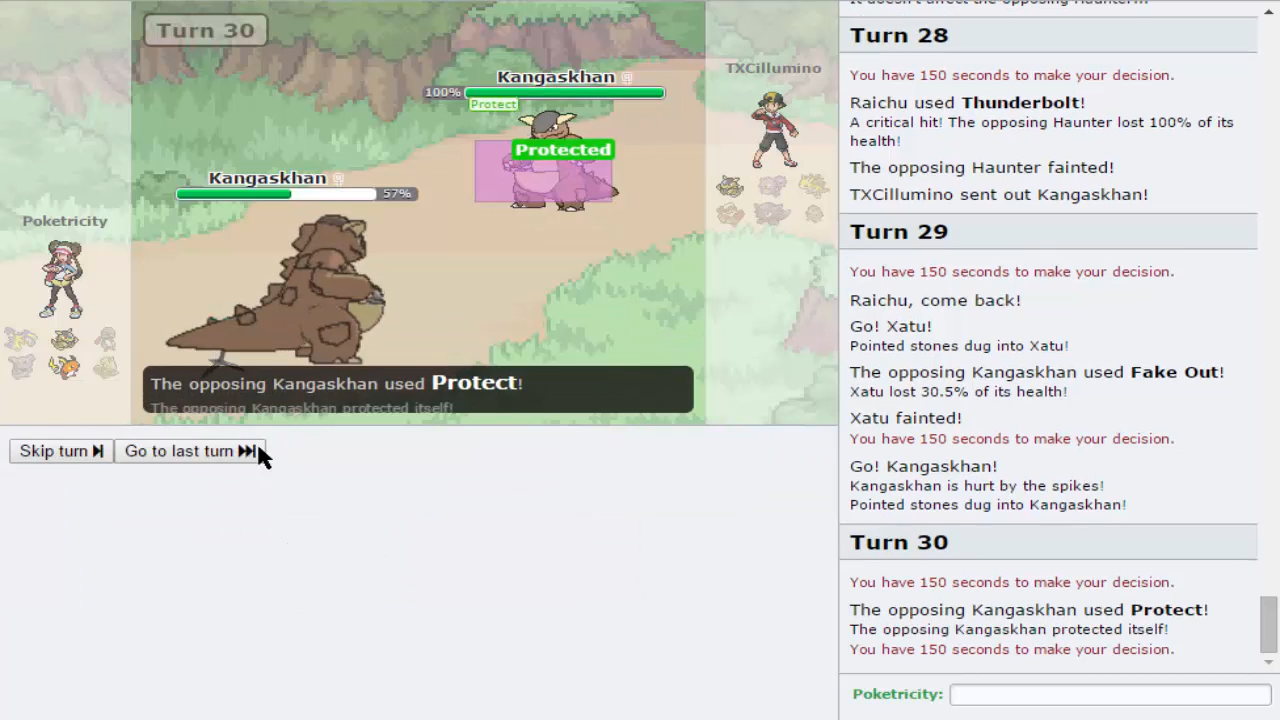 Turn 30
Kangaskhan
100%
Protect
Protected
TXCillumino
Kangaskhan
57%
Poketricity
The opposing Kangaskhan used Protect!
The opposing Kangaskhan protected itself!
Skip turn
Go to last turn
Turn 28
You have 150 seconds to make your decision.
Raichu used Thunderbolt!
A critical hit! The opposing Haunter lost 100% of its
health!
The opposing Haunter fainted!
TXCillumino sent out Kangaskhan!
Turn 29
You have 150 seconds to make your decision.
Raichu, come back!
Go! Xatu!
Pointed stones dug into Xatu!
The opposing Kangaskhan used Fake Out!
Xatu lost 30.5% of its health!
Xatu fainted!
You have 150 seconds to make your decision.
Go! Kangaskhan!
Kangaskhan is hurt by the spikes!
Pointed stones dug into Kangaskhan!
Turn 30
You have 150 seconds to make your decision.
The opposing Kangaskhan used Protect!
The opposing Kangaskhan protected itself!
You have 150 seconds to make your decision.
Poketricity: